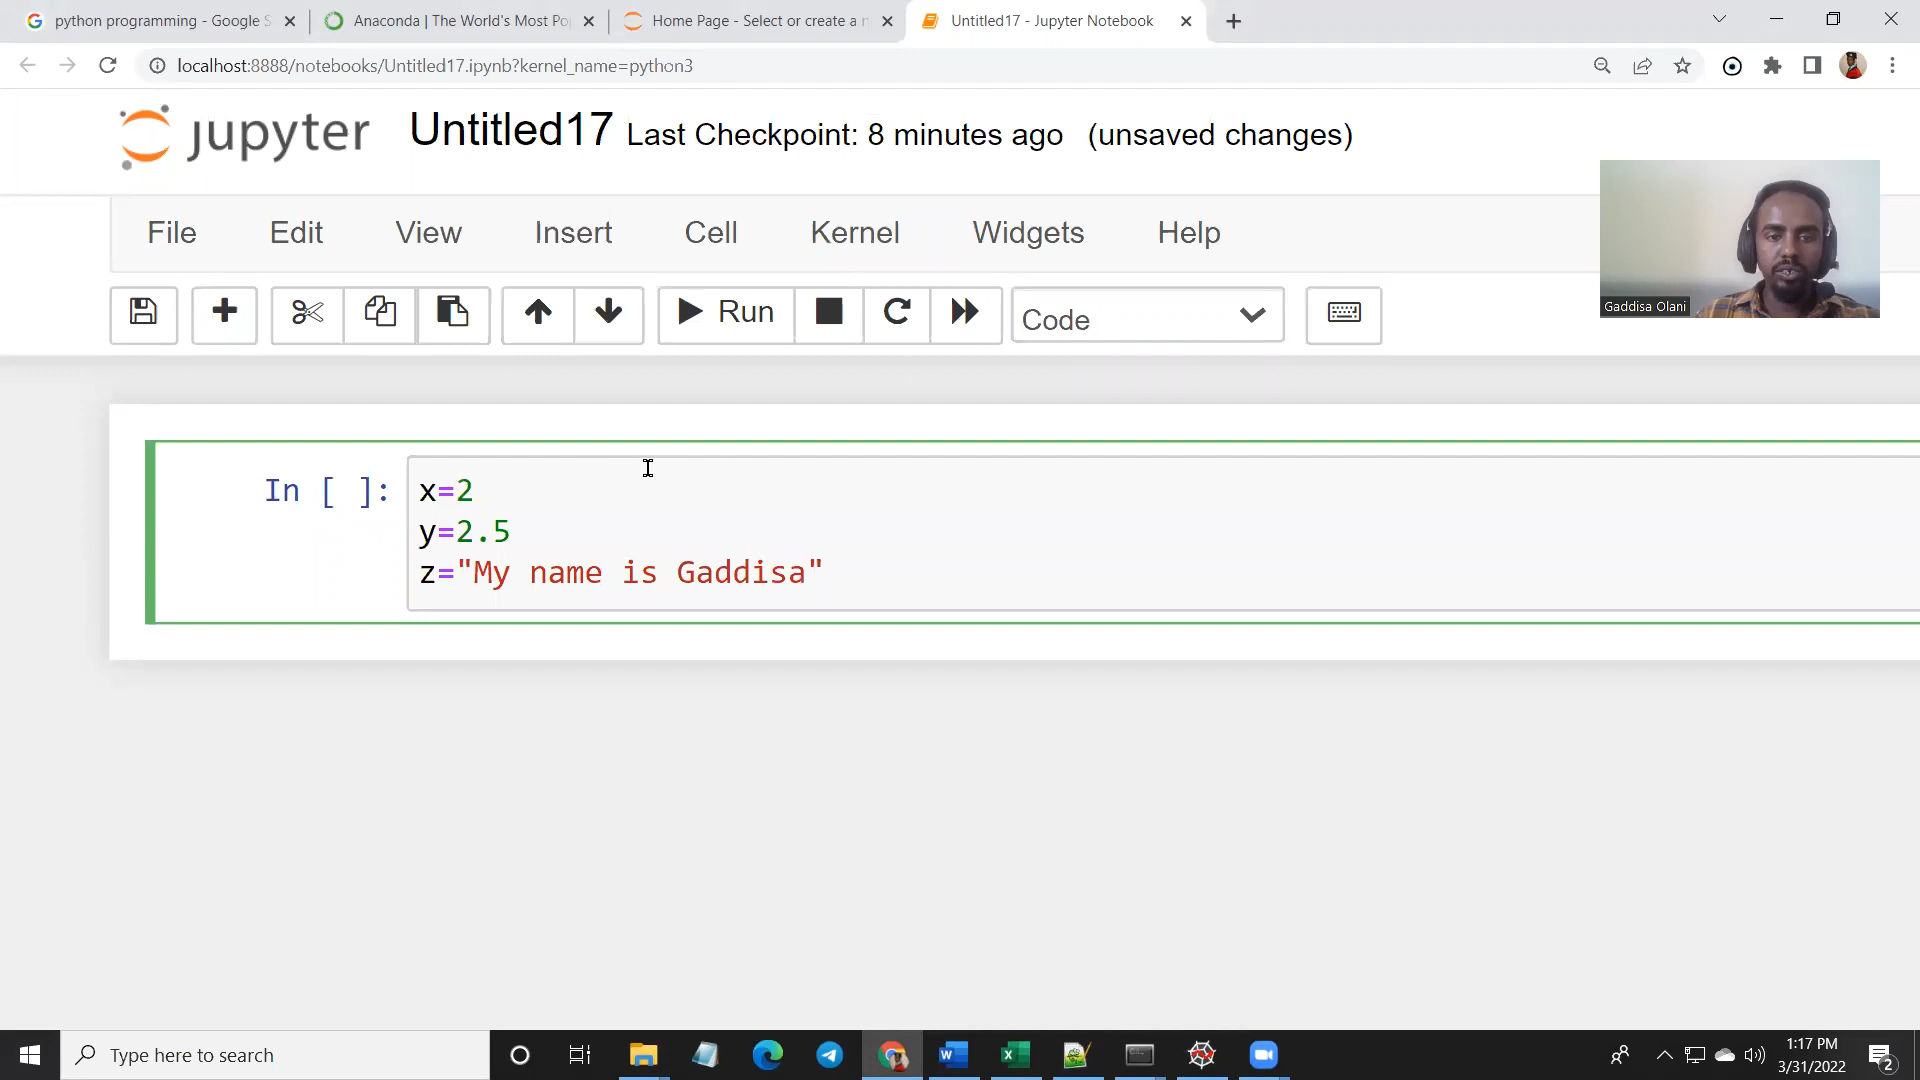 python programming - Google S
Anaconda | The World's Most Po
Home Page - Select or create a n
Untitled17 - Jupyter Notebook
localhost:8888/notebooks/Untitled17.ipynb?kernel_name=python3
jupyter
Untitled17 Last Checkpoint: 8 minutes ago (unsaved changes)
File Edit View Insert Cell Kernel Widgets Help
Run
Code
Gaddisa Olani
In [ ]:
x=2
y=2.5
z="My name is Gaddisa"
Type here to search
1:17 PM
3/31/2022
2